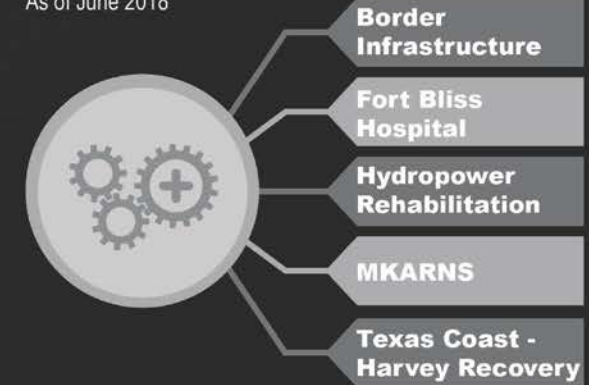 As of June 2018
Border
Infrastructure
Fort Bliss
Hospital
Hydropower
Rehabilitation
MKARNS
Texas Coast -
Harvey Recovery